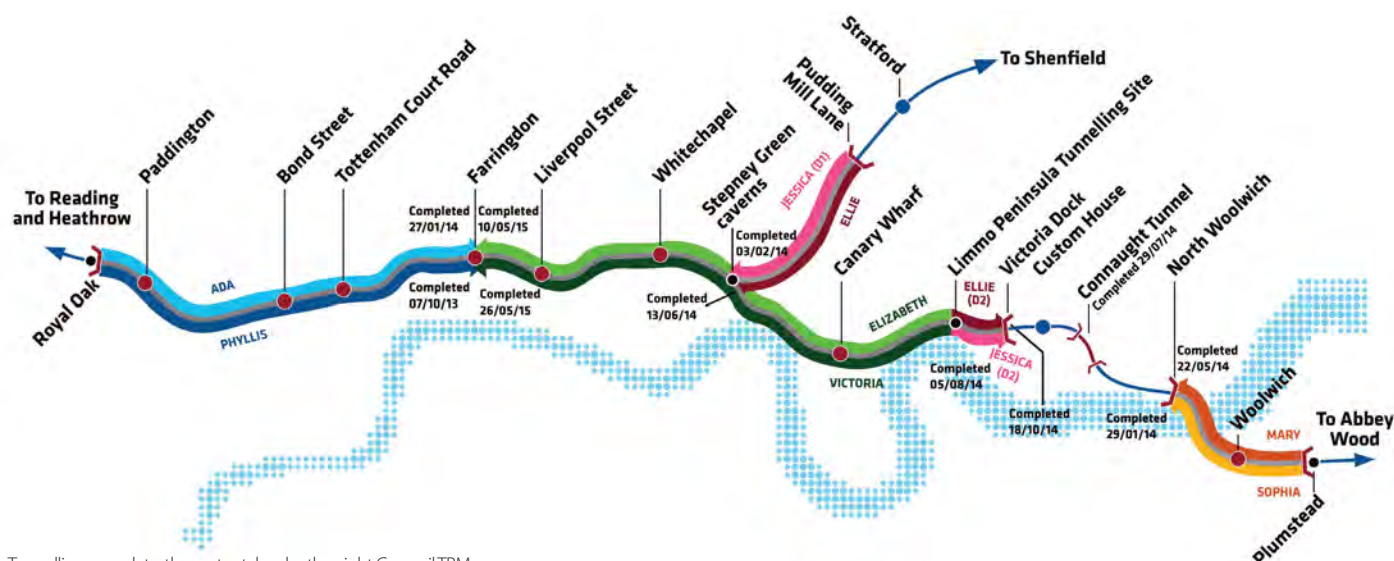 To Reading
and Heathrow
Royal Oak
Paddington
Bond Street
Tottenham Court Road
Farringdon
Liverpool Street
Whitechapel
Stepney Green
caverns
Pudding
Mill Lane
Stratford
To Shenfield
Canary Wharf
Limmo Peninsula Tunnelling Site
Victoria Dock
Custom House
Connaught Tunnel
Completed 29/07/14
North Woolwich
Woolwich
To Abbey
Wood
Plumstead
ADA
PHYLLIS
Completed
27/01/14
Completed
10/05/15
Completed
07/10/13
Completed
26/05/15
Completed
03/02/14
Completed
13/06/14
JESSICA (D1)
ELLIE
ELIZABETH
VICTORIA
ELLIE
(D2)
JESSICA
(D2)
Completed
05/08/14
Completed
18/10/14
Completed
22/05/14
Completed
29/01/14
MARY
SOPHIA